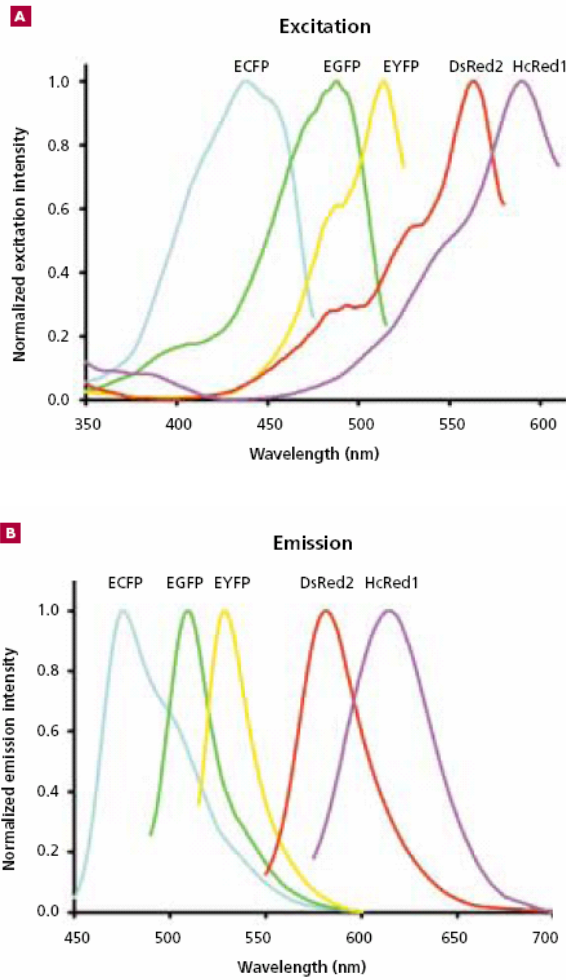 A
Excitation
ECFP EGFP EYFP DsRed2 HcRed1
1.0
0.8
0.6
0.4
0.2
0.0
Normalized excitation intensity
350 400 450 500 550 600
Wavelength (nm)
B
Emission
ECFP EGFP EYFP DsRed2 HcRed1
1.0
0.8
0.6
0.4
0.2
0.0
Normalized emission intensity
450 500 550 600 650 700
Wavelength (nm)